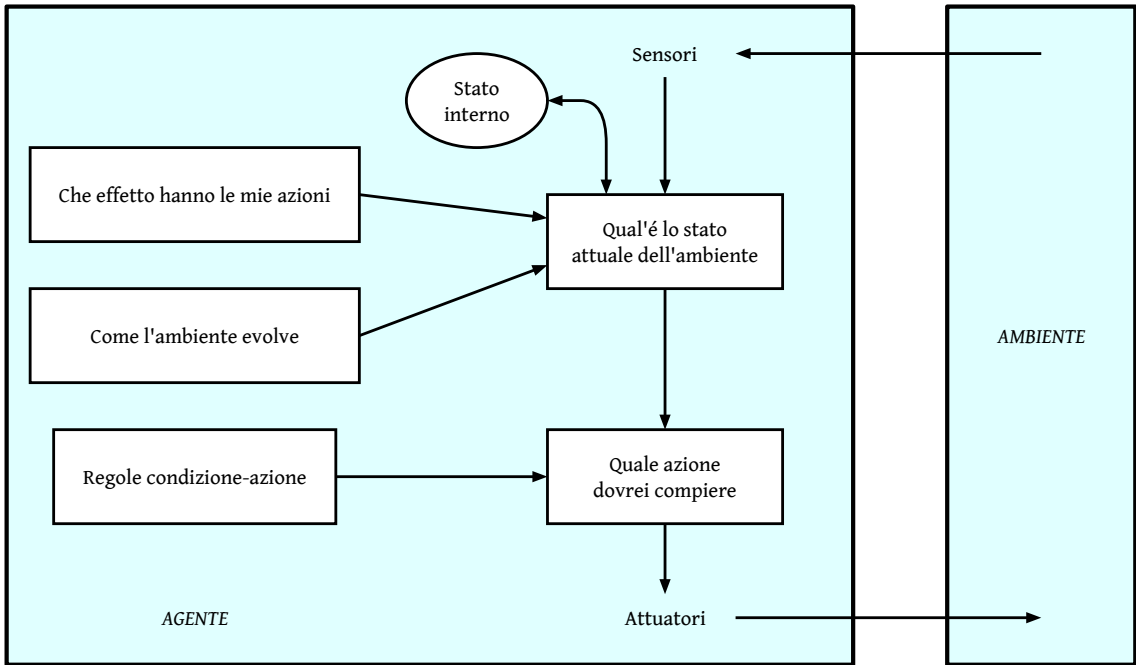 Sensori
Stato
interno
Che effetto hanno le mie azioni
Qual'é lo stato
attuale dell'ambiente
Come l'ambiente evolve
AMBIENTE
Regole condizione-azione
Quale azione
dovrei compiere
AGENTE
Attuatori